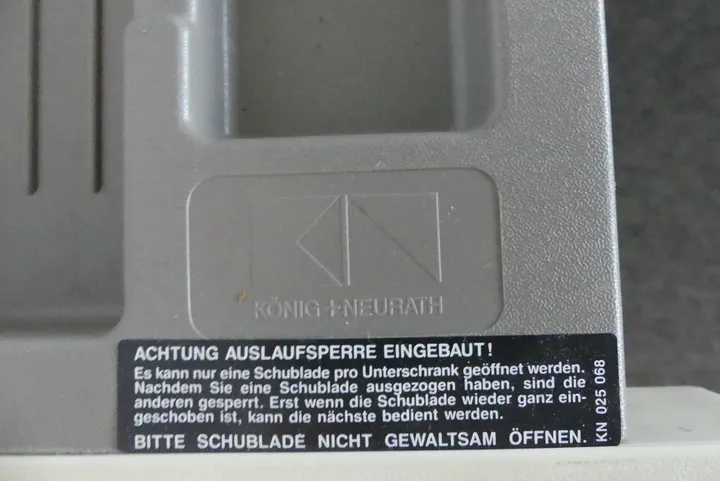 KÖNIG+NEURATH
ACHTUNG AUSLAUFSPERRE EINGEBAUT!
Es kann nur eine Schublade pro Unterschrank geöffnet werden.
Nachdem Sie eine Schublade ausgezogen haben, sind die
anderen gesperrt. Erst wenn die Schublade wieder ganz ein-
geschoben ist, kann die nächste bedient werden.
BITTE SCHUBLADE NICHT GEWALTSAM ÖFFNEN.
KN 025 068